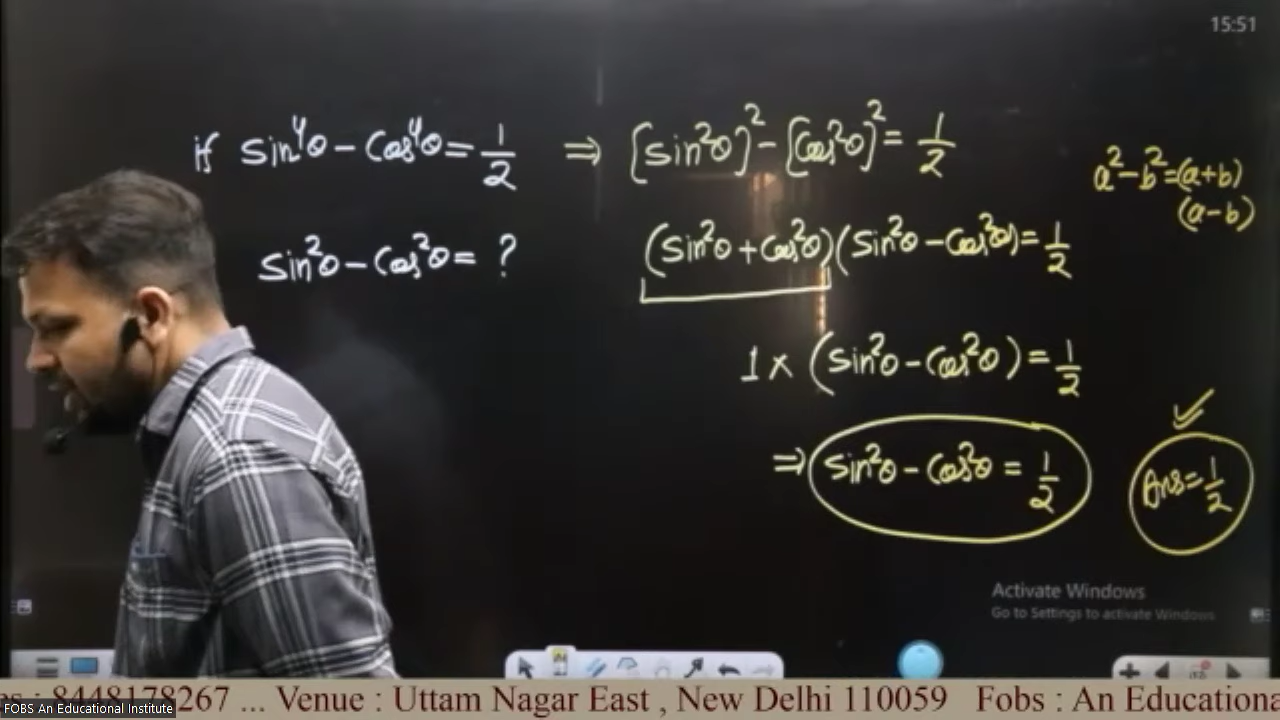 15:51
if sin⁴θ - cos⁴θ = 1/2 ⇒ [sin²θ]² - [cos²θ]² = 1/2
a² - b² = (a+b)
(a-b)
sin²θ - cos²θ = ?
(sin²θ + cos²θ)(sin²θ - cos²θ) = 1/2
1 × (sin²θ - cos²θ) = 1/2
⇒ sin²θ - cos²θ = 1/2
Ans = 1/2
Activate Windows
Go to Settings to activate Windows
: 8448178267 ... Venue : Uttam Nagar East , New Delhi 110059 Fobs : An Educationa
FOBS An Educational Institute